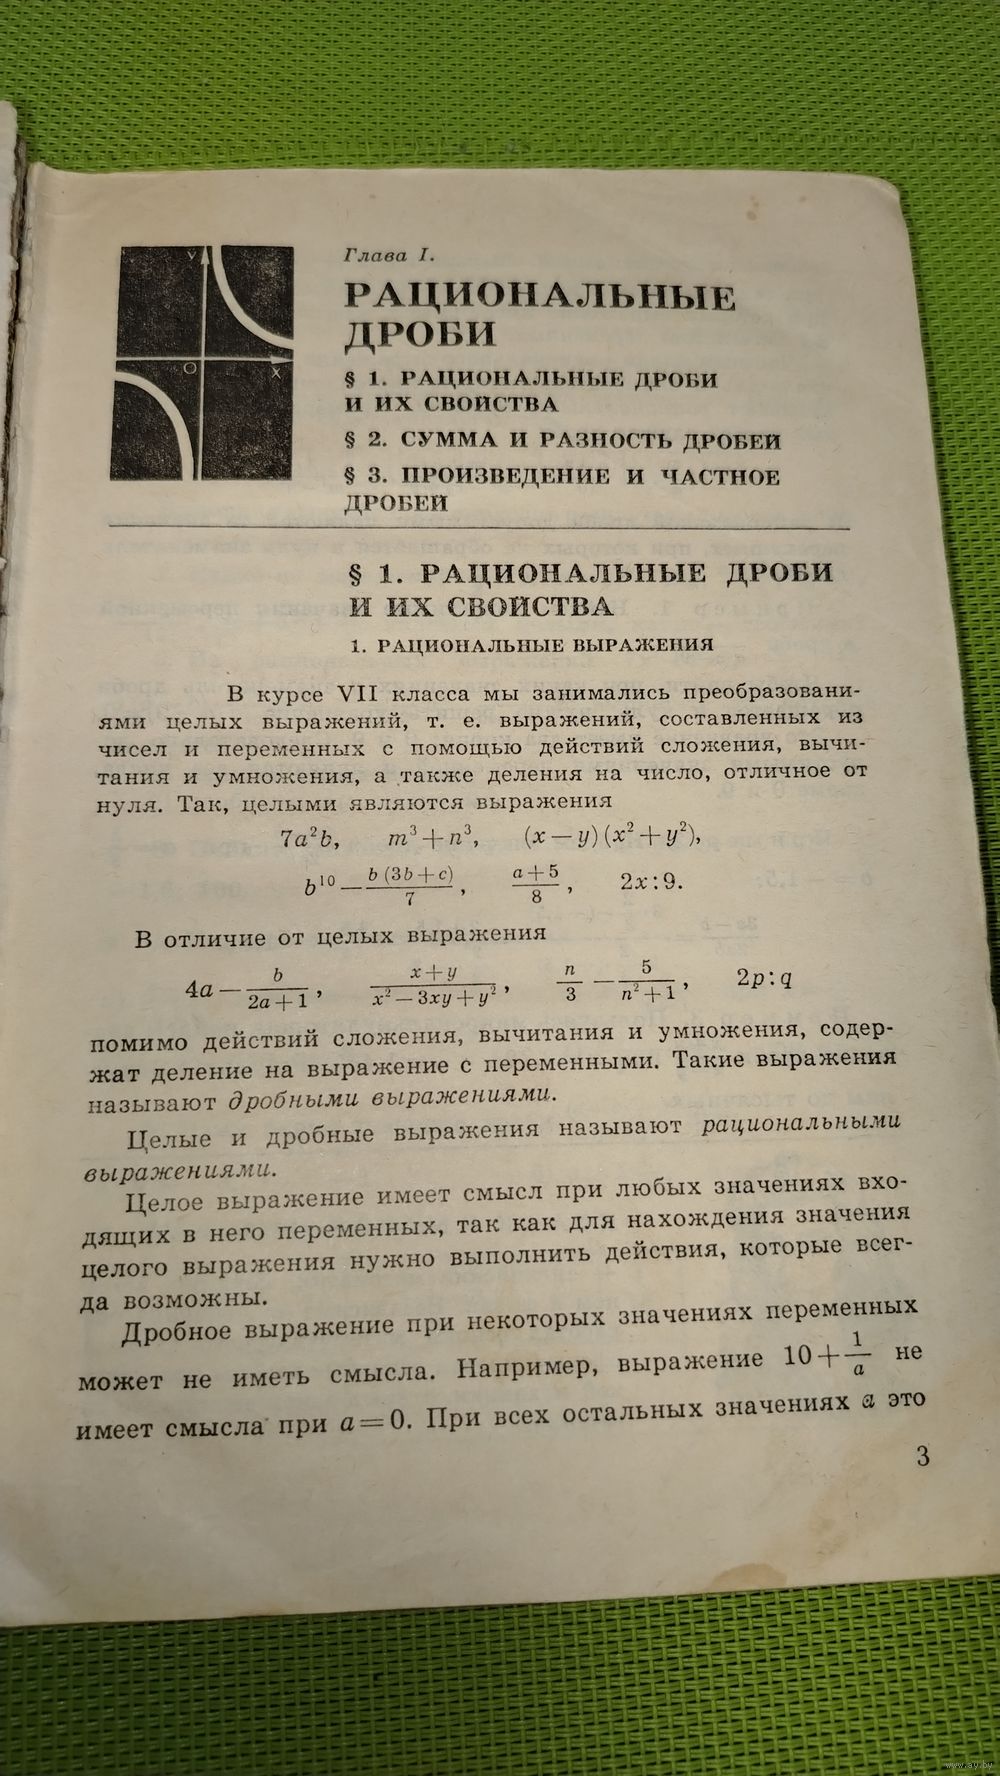 Глава I.
РАЦИОНАЛЬНЫЕ
ДРОБИ
§ 1. РАЦИОНАЛЬНЫЕ ДРОБИ
И ИХ СВОЙСТВА
§ 2. СУММА И РАЗНОСТЬ ДРОБЕЙ
§ 3. ПРОИЗВЕДЕНИЕ И ЧАСТНОЕ
ДРОБЕЙ
y
O
x
§ 1. РАЦИОНАЛЬНЫЕ ДРОБИ
И ИХ СВОЙСТВА
1. РАЦИОНАЛЬНЫЕ ВЫРАЖЕНИЯ
В курсе VII класса мы занимались преобразовани-
ями целых выражений, т. е. выражений, составленных из
чисел и переменных с помощью действий сложения, вычи-
тания и умножения, а также деления на число, отличное от
нуля. Так, целыми являются выражения
7a²b, m³+n³, (x—y)(x²+y²),
b¹⁰—b(3b+c)/7, (a+5)/8, 2x:9.
В отличие от целых выражения
4a—b/(2a+1), (x+y)/(x²—3xy+y²), n/3—5/(n²+1), 2p:q
помимо действий сложения, вычитания и умножения, содер-
жат деление на выражение с переменными. Такие выражения
называют дробными выражениями.
Целые и дробные выражения называют рациональными
выражениями.
Целое выражение имеет смысл при любых значениях вхо-
дящих в него переменных, так как для нахождения значения
целого выражения нужно выполнить действия, которые всег-
да возможны.
Дробное выражение при некоторых значениях переменных
может не иметь смысла. Например, выражение 10+1/a не
имеет смысла при a=0. При всех остальных значениях a это
3
www.ay.by